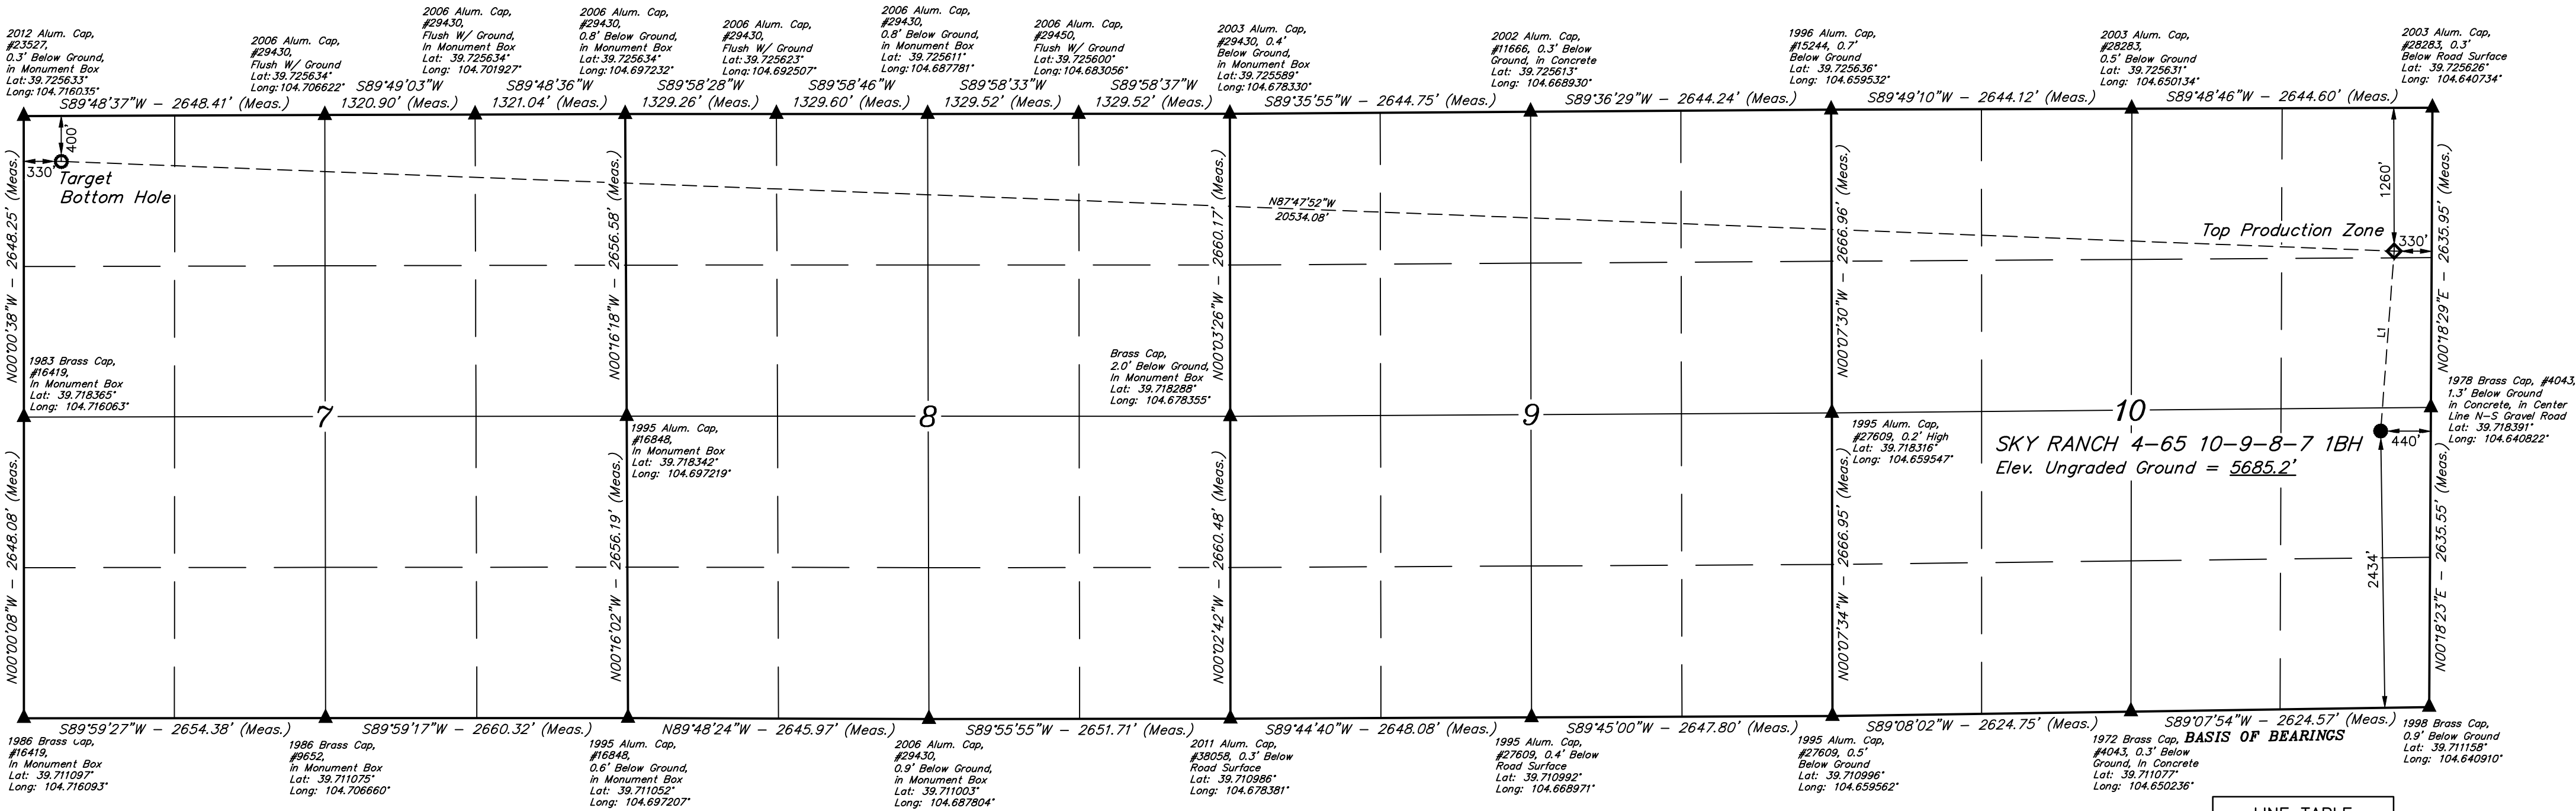 2012 Alum. Cap,
#23527,
0.3' Below Ground,
in Monument Box
Lat: 39.725633°
Long: 104.716035°
2006 Alum. Cap,
#29430,
Flush W/ Ground
Lat: 39.725634°
Long: 104.706622°
2006 Alum. Cap,
#29430,
Flush W/ Ground,
In Monument Box
Lat: 39.725634°
Long: 104.701927°
2006 Alum. Cap,
#29430,
0.8' Below Ground,
in Monument Box
Lat: 39.725634°
Long: 104.697232°
2006 Alum. Cap,
#29430,
Flush W/ Ground
Lat: 39.725623°
Long: 104.692507°
2006 Alum. Cap,
#29430,
0.8' Below Ground,
in Monument Box
Lat: 39.725611°
Long: 104.687781°
2006 Alum. Cap,
#29450,
Flush W/ Ground
Lat: 39.725600°
Long: 104.683056°
2003 Alum. Cap,
#29430, 0.4'
Below Ground,
in Monument Box
Lat: 39.725589°
Long: 104.678330°
2002 Alum. Cap,
#11666, 0.3' Below
Ground, in Concrete
Lat: 39.725613°
Long: 104.668930°
1996 Alum. Cap,
#15244, 0.7'
Below Ground
Lat: 39.725636°
Long: 104.659532°
2003 Alum. Cap,
#28283,
0.5' Below Ground
Lat: 39.725631°
Long: 104.650134°
2003 Alum. Cap,
#28283, 0.3'
Below Road Surface
Lat: 39.725626°
Long: 104.640734°
S89°48'37"W - 2648.41' (Meas.)
S89°49'03"W
1320.90' (Meas.)
S89°48'36"W
1321.04' (Meas.)
S89°58'28"W
1329.26' (Meas.)
S89°58'46"W
1329.60' (Meas.)
S89°58'33"W
1329.52' (Meas.)
S89°58'37"W
1329.52' (Meas.)
S89°35'55"W - 2644.75' (Meas.)
S89°36'29"W - 2644.24' (Meas.)
S89°49'10"W - 2644.12' (Meas.)
S89°48'46"W - 2644.60' (Meas.)
400'
330'
Target
Bottom Hole
N87°47'52"W
20534.08'
1260'
Top Production Zone
330'
L1
N00°00'38"W - 2648.25' (Meas.)
N00°16'18"W - 2656.58' (Meas.)
N00°03'26"W - 2660.17' (Meas.)
N00°07'30"W - 2666.96' (Meas.)
N00°18'29"E - 2635.95' (Meas.)
1983 Brass Cap,
#16419,
In Monument Box
Lat: 39.718365°
Long: 104.716063°
Brass Cap,
2.0' Below Ground,
In Monument Box
Lat: 39.718288°
Long: 104.678355°
1978 Brass Cap, #4043,
1.3' Below Ground
in Concrete, in Center
Line N-S Gravel Road
Lat: 39.718391°
Long: 104.640822°
7
8
9
10
1995 Alum. Cap,
#16848,
In Monument Box
Lat: 39.718342°
Long: 104.697219°
1995 Alum. Cap,
#27609, 0.2' High
Lat: 39.718316°
Long: 104.659547°
SKY RANCH 4-65 10-9-8-7 1BH
Elev. Ungraded Ground = 5685.2'
440'
2434'
N00°00'08"W - 2648.08' (Meas.)
N00°16'02"W - 2656.19' (Meas.)
N00°02'42"W - 2660.48' (Meas.)
N00°07'34"W - 2666.95' (Meas.)
N00°18'23"E - 2635.55' (Meas.)
S89°59'27"W - 2654.38' (Meas.)
S89°59'17"W - 2660.32' (Meas.)
N89°48'24"W - 2645.97' (Meas.)
S89°55'55"W - 2651.71' (Meas.)
S89°44'40"W - 2648.08' (Meas.)
S89°45'00"W - 2647.80' (Meas.)
S89°08'02"W - 2624.75' (Meas.)
S89°07'54"W - 2624.57' (Meas.)
BASIS OF BEARINGS
1986 Brass Cap,
#16419,
In Monument Box
Lat: 39.711097°
Long: 104.716093°
1986 Brass Cap,
#9652,
in Monument Box
Lat: 39.711075°
Long: 104.706660°
1995 Alum. Cap,
#16848,
0.6' Below Ground,
in Monument Box
Lat: 39.711052°
Long: 104.697207°
2006 Alum. Cap,
#29430,
0.9' Below Ground,
in Monument Box
Lat: 39.711003°
Long: 104.687804°
2011 Alum. Cap,
#38058, 0.3' Below
Road Surface
Lat: 39.710986°
Long: 104.678381°
1995 Alum. Cap,
#27609, 0.4' Below
Road Surface
Lat: 39.710992°
Long: 104.668971°
1995 Alum. Cap,
#27609, 0.5'
Below Ground
Lat: 39.710996°
Long: 104.659562°
1972 Brass Cap,
#4043, 0.3' Below
Ground, In Concrete
Lat: 39.711077°
Long: 104.650236°
1998 Brass Cap,
0.9' Below Ground
Lat: 39.711158°
Long: 104.640910°
LINE TABLE